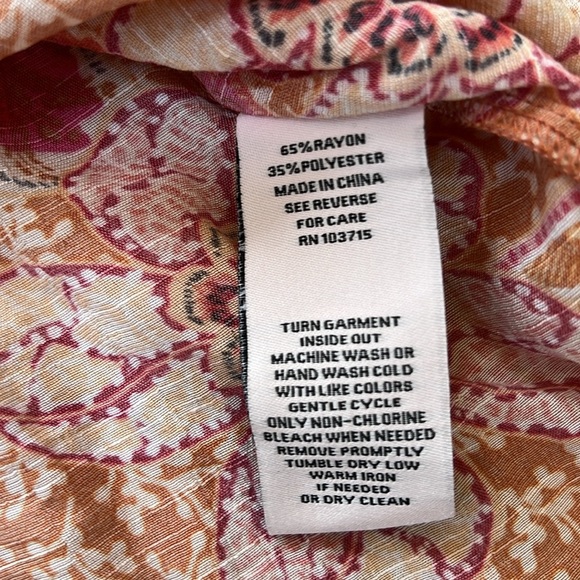 65% RAYON
35% POLYESTER
MADE IN CHINA
SEE REVERSE
FOR CARE
RN 103715
TURN GARMENT
INSIDE OUT
MACHINE WASH OR
HAND WASH COLD
WITH LIKE COLORS
GENTLE CYCLE
ONLY NON-CHLORINE
BLEACH WHEN NEEDED
REMOVE PROMPTLY
TUMBLE DRY LOW
WARM IRON
IF NEEDED
OR DRY CLEAN